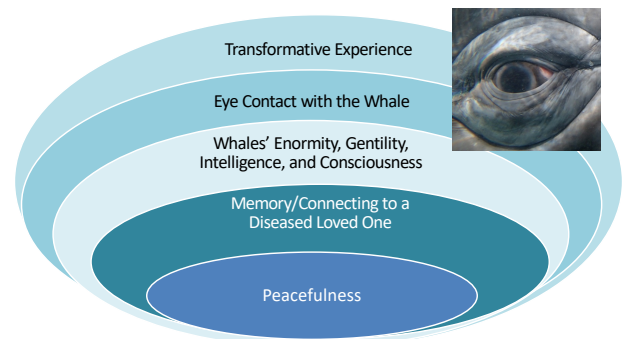 Transformative Experience
Eye Contact with the Whale
Whales' Enormity, Gentility,
Intelligence, and Consciousness
Memory/Connecting to a
Diseased Loved One
Peacefulness